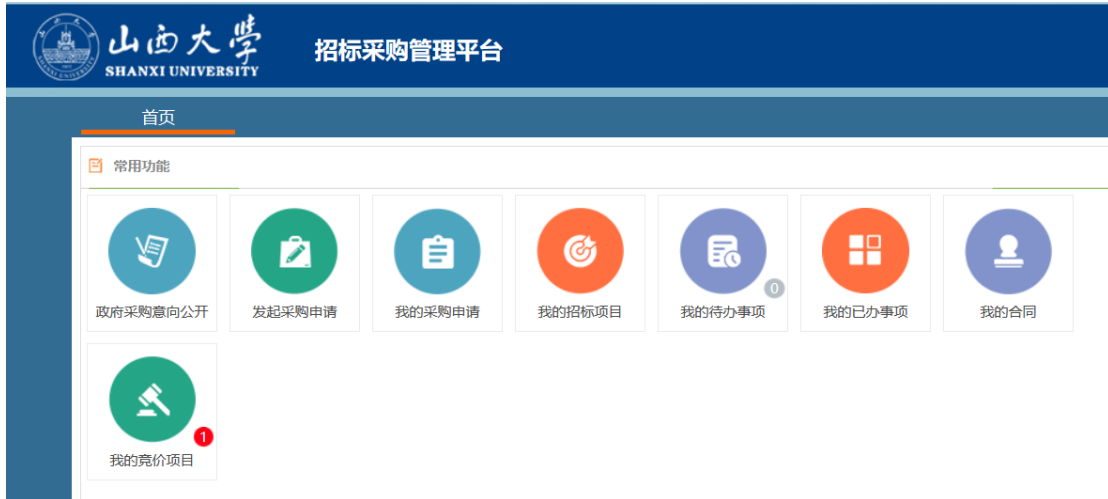 山西大学
SHANXI UNIVERSITY
招标采购管理平台
首页
常用功能
政府采购意向公开
发起采购申请
我的采购申请
我的招标项目
0
我的待办事项
我的已办事项
我的合同
1
我的竞价项目